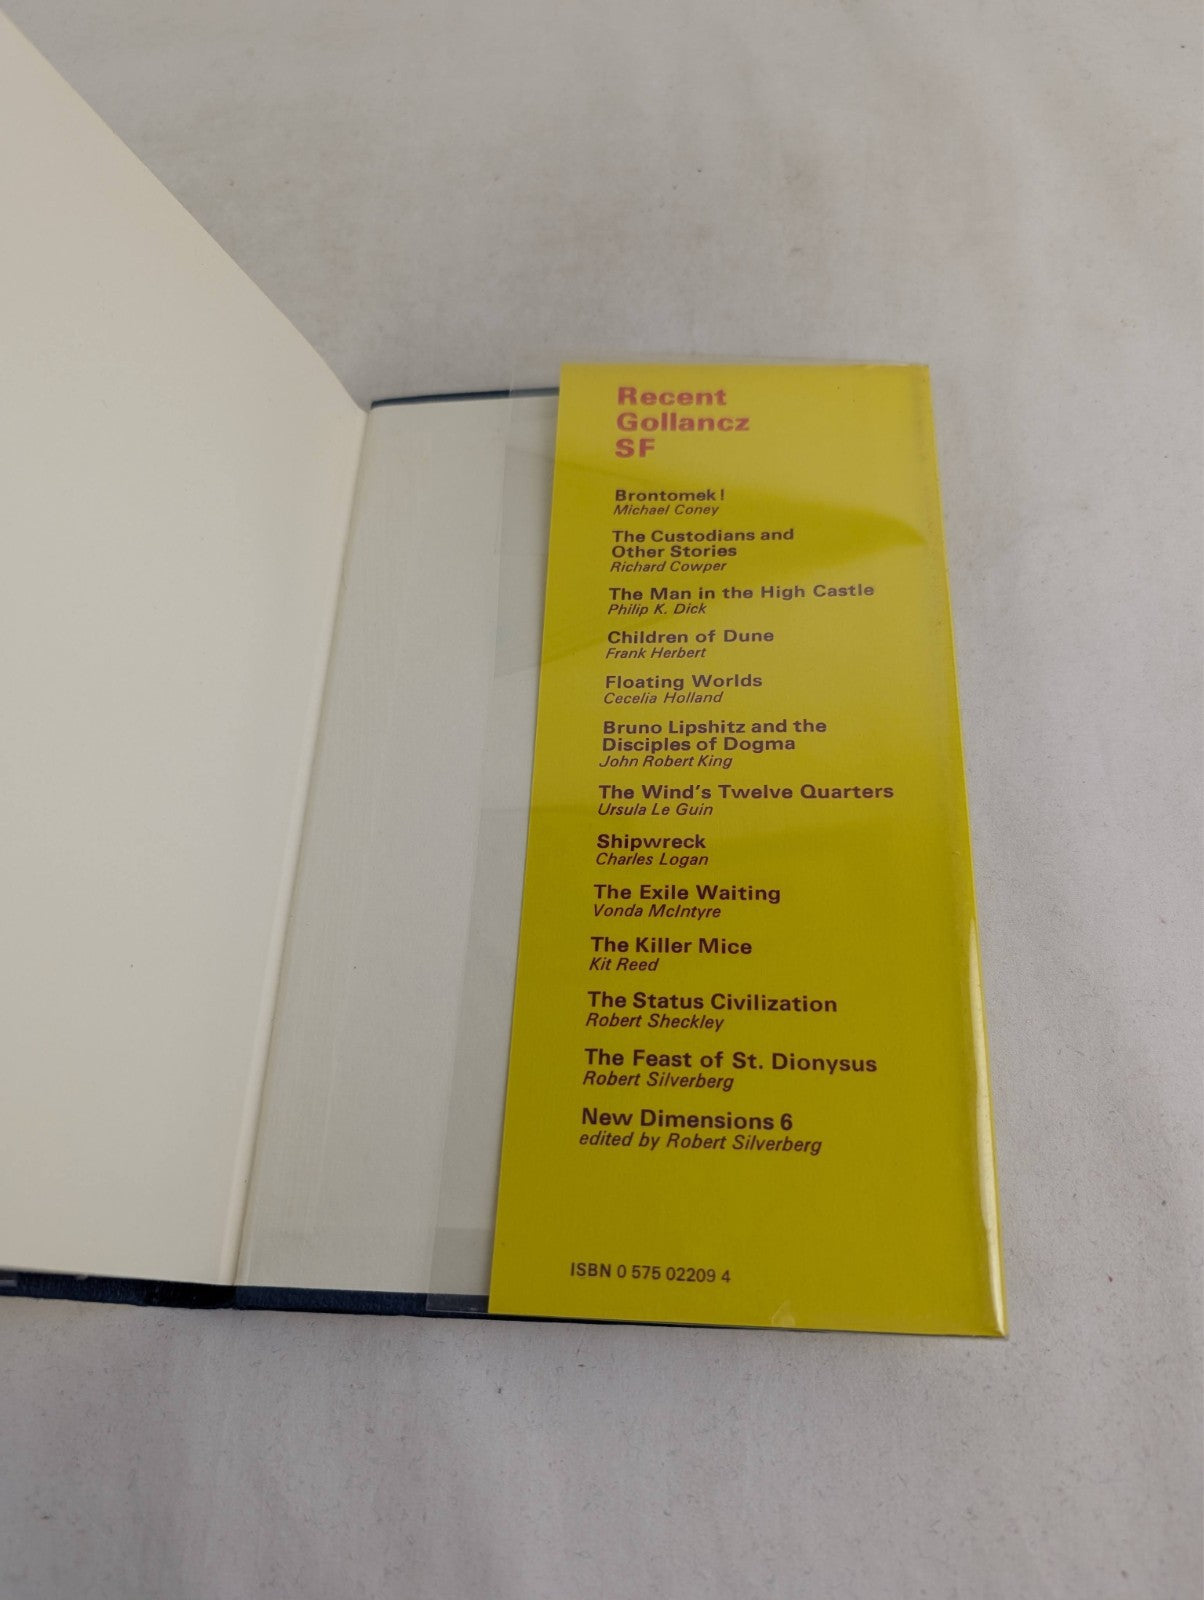 Recent
Gollancz
SF
Brontomek!
Michael Coney
The Custodians and
Other Stories
Richard Cowper
The Man in the High Castle
Philip K. Dick
Children of Dune
Frank Herbert
Floating Worlds
Cecelia Holland
Bruno Lipshitz and the
Disciples of Dogma
John Robert King
The Wind's Twelve Quarters
Ursula Le Guin
Shipwreck
Charles Logan
The Exile Waiting
Vonda McIntyre
The Killer Mice
Kit Reed
The Status Civilization
Robert Sheckley
The Feast of St. Dionysus
Robert Silverberg
New Dimensions 6
edited by Robert Silverberg
ISBN 0 575 02209 4